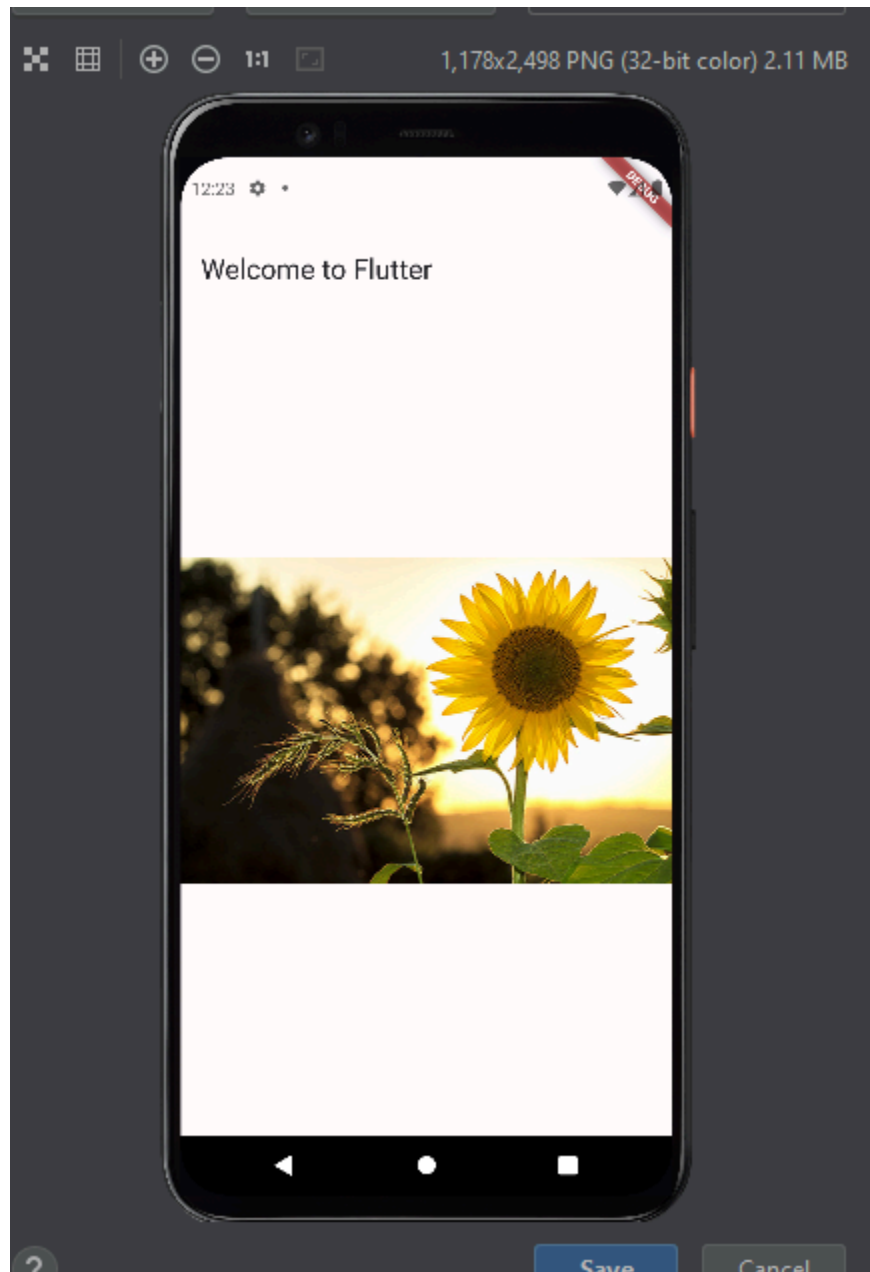 1:1
1,178x2,498 PNG (32-bit color) 2.11 MB
12:23
DEBUG
Welcome to Flutter
?
Save
Cancel